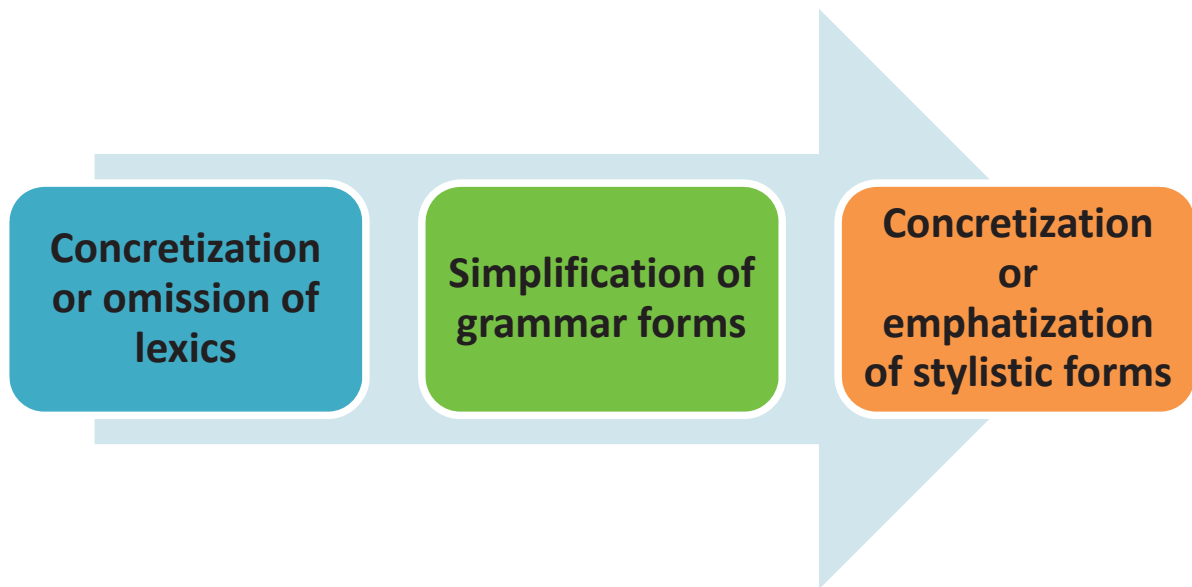 Concretization
or omission of
lexics
Simplification of
grammar forms
Concretization
or
emphatization
of stylistic forms